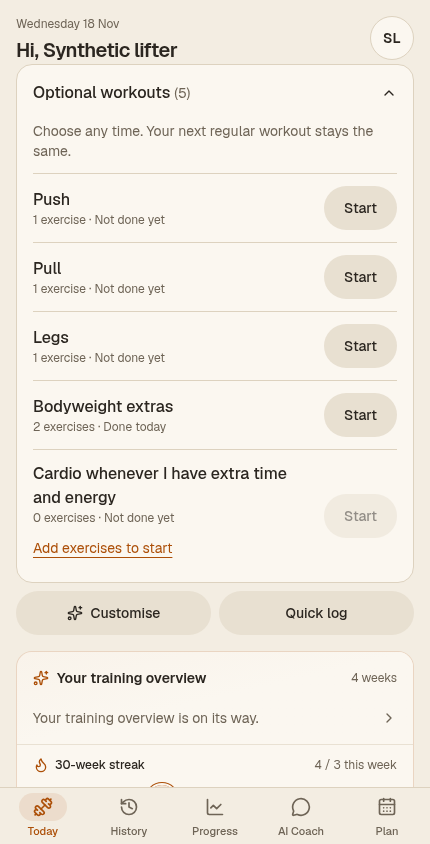 Wednesday 18 Nov
Hi, Synthetic lifter
SL
Optional workouts (5)
Choose any time. Your next regular workout stays the
same.
Push
1 exercise · Not done yet
Start
Pull
1 exercise · Not done yet
Start
Legs
1 exercise · Not done yet
Start
Bodyweight extras
2 exercises · Done today
Start
Cardio whenever I have extra time
and energy
0 exercises · Not done yet
Start
Add exercises to start
Customise
Quick log
Your training overview
4 weeks
Your training overview is on its way.
30-week streak
4 / 3 this week
Today
History
Progress
AI Coach
Plan